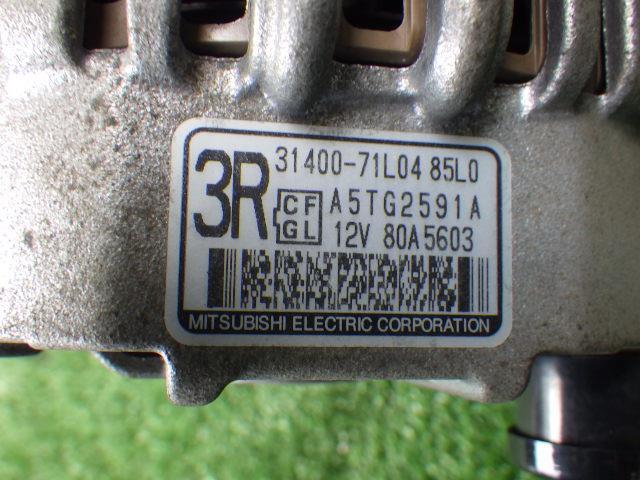 3R 31400-71L04 85L0
CF A5TG2591A
GL 12V 80A5603
MITSUBISHI ELECTRIC CORPORATION